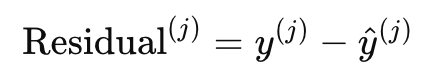 Residual^(j) = y^(j) − ŷ^(j)